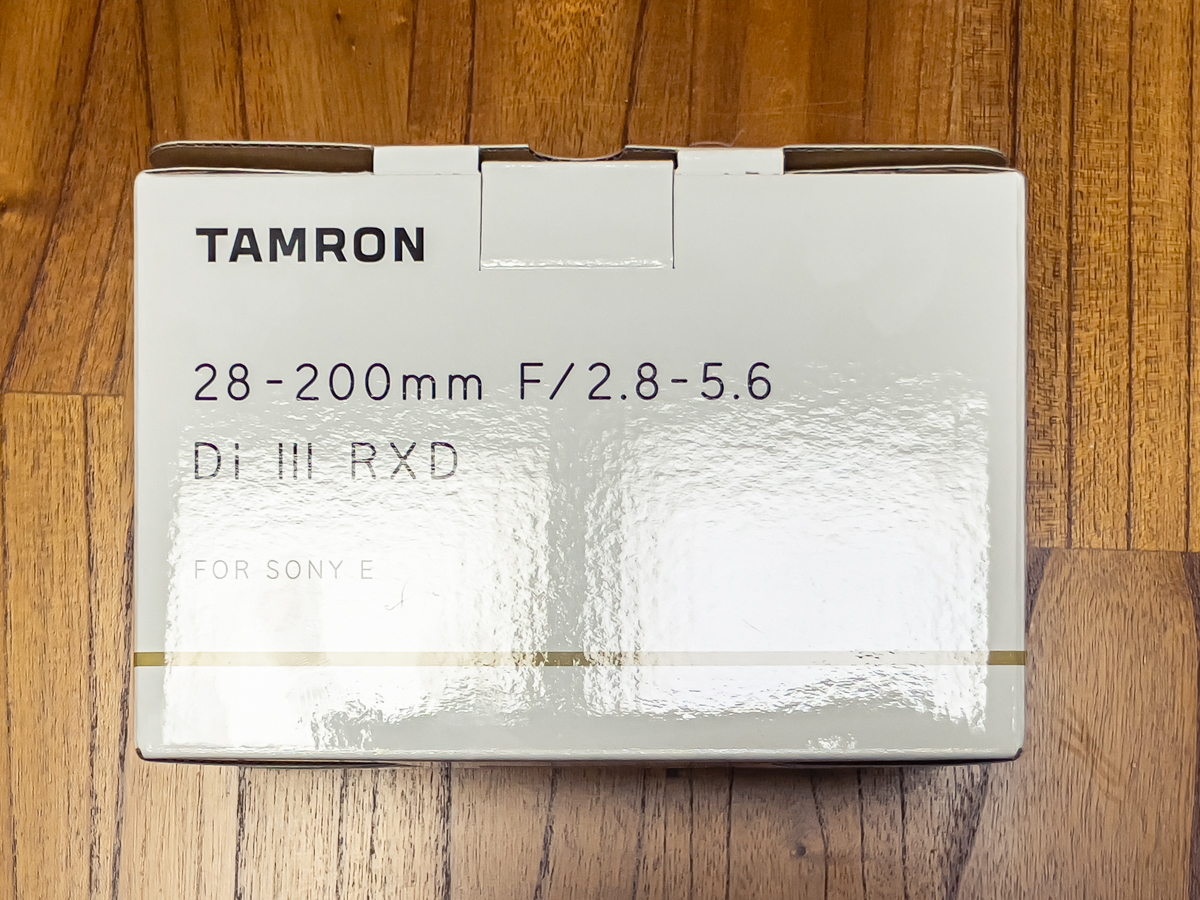 TAMRON
28-200mm F/2.8-5.6
Di III RXD
FOR SONY E